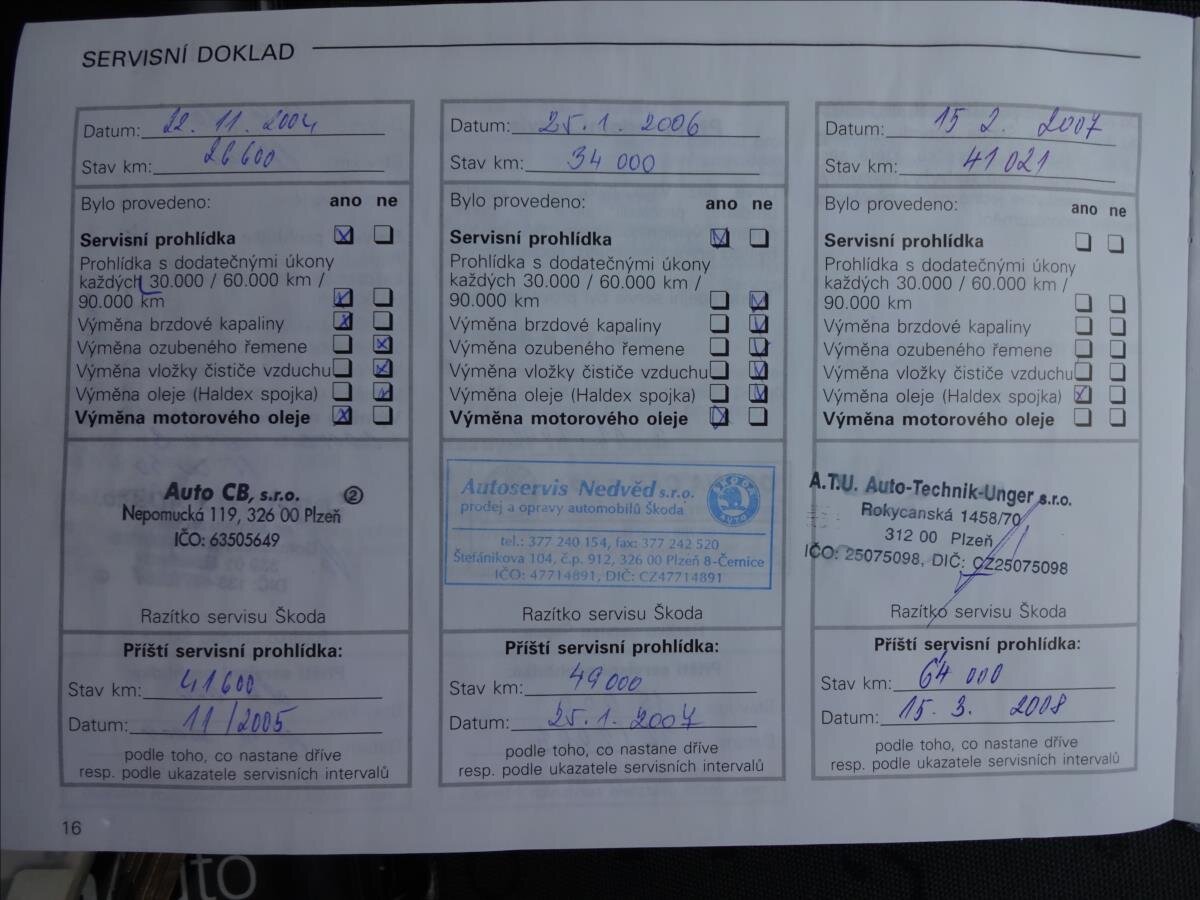 SERVISNÍ DOKLAD
Datum: 22. 11. 2004
Stav km: 26 600
Bylo provedeno: ano ne
Servisní prohlídka
Prohlídka s dodatečnými úkony
každých 30.000 / 60.000 km /
90.000 km
Výměna brzdové kapaliny
Výměna ozubeného řemene
Výměna vložky čističe vzduchu
Výměna oleje (Haldex spojka)
Výměna motorového oleje
Auto CB, s.r.o. 2
Nepomucká 119, 326 00 Plzeň
IČO: 63505649
Razítko servisu Škoda
Příští servisní prohlídka:
Stav km: 41600
Datum: 11/2005
podle toho, co nastane dříve
resp. podle ukazatele servisních intervalů
Datum: 25. 1. 2006
Stav km: 34 000
Bylo provedeno: ano ne
Servisní prohlídka
Prohlídka s dodatečnými úkony
každých 30.000 / 60.000 km /
90.000 km
Výměna brzdové kapaliny
Výměna ozubeného řemene
Výměna vložky čističe vzduchu
Výměna oleje (Haldex spojka)
Výměna motorového oleje
Autoservis Nedvěd s.r.o.
prodej a opravy automobilů Škoda
ŠKODA
AUTO
tel.: 377 240 154, fax: 377 242 520
Štefánikova 104, č.p. 912, 326 00 Plzeň 8-Černice
IČO: 47714891, DIČ: CZ47714891
Razítko servisu Škoda
Příští servisní prohlídka:
Stav km: 49 000
Datum: 25. 1. 2007
podle toho, co nastane dříve
resp. podle ukazatele servisních intervalů
Datum: 15 2. 2007
Stav km: 41 021
Bylo provedeno: ano ne
Servisní prohlídka
Prohlídka s dodatečnými úkony
každých 30.000 / 60.000 km /
90.000 km
Výměna brzdové kapaliny
Výměna ozubeného řemene
Výměna vložky čističe vzduchu
Výměna oleje (Haldex spojka)
Výměna motorového oleje
A.T.U. Auto-Technik-Unger s.r.o.
Rokycanská 1458/70
312 00 Plzeň
IČO: 25075098, DIČ: CZ25075098
Razítko servisu Škoda
Příští servisní prohlídka:
Stav km: 64 000
Datum: 15. 3. 2008
podle toho, co nastane dříve
resp. podle ukazatele servisních intervalů
16
uto